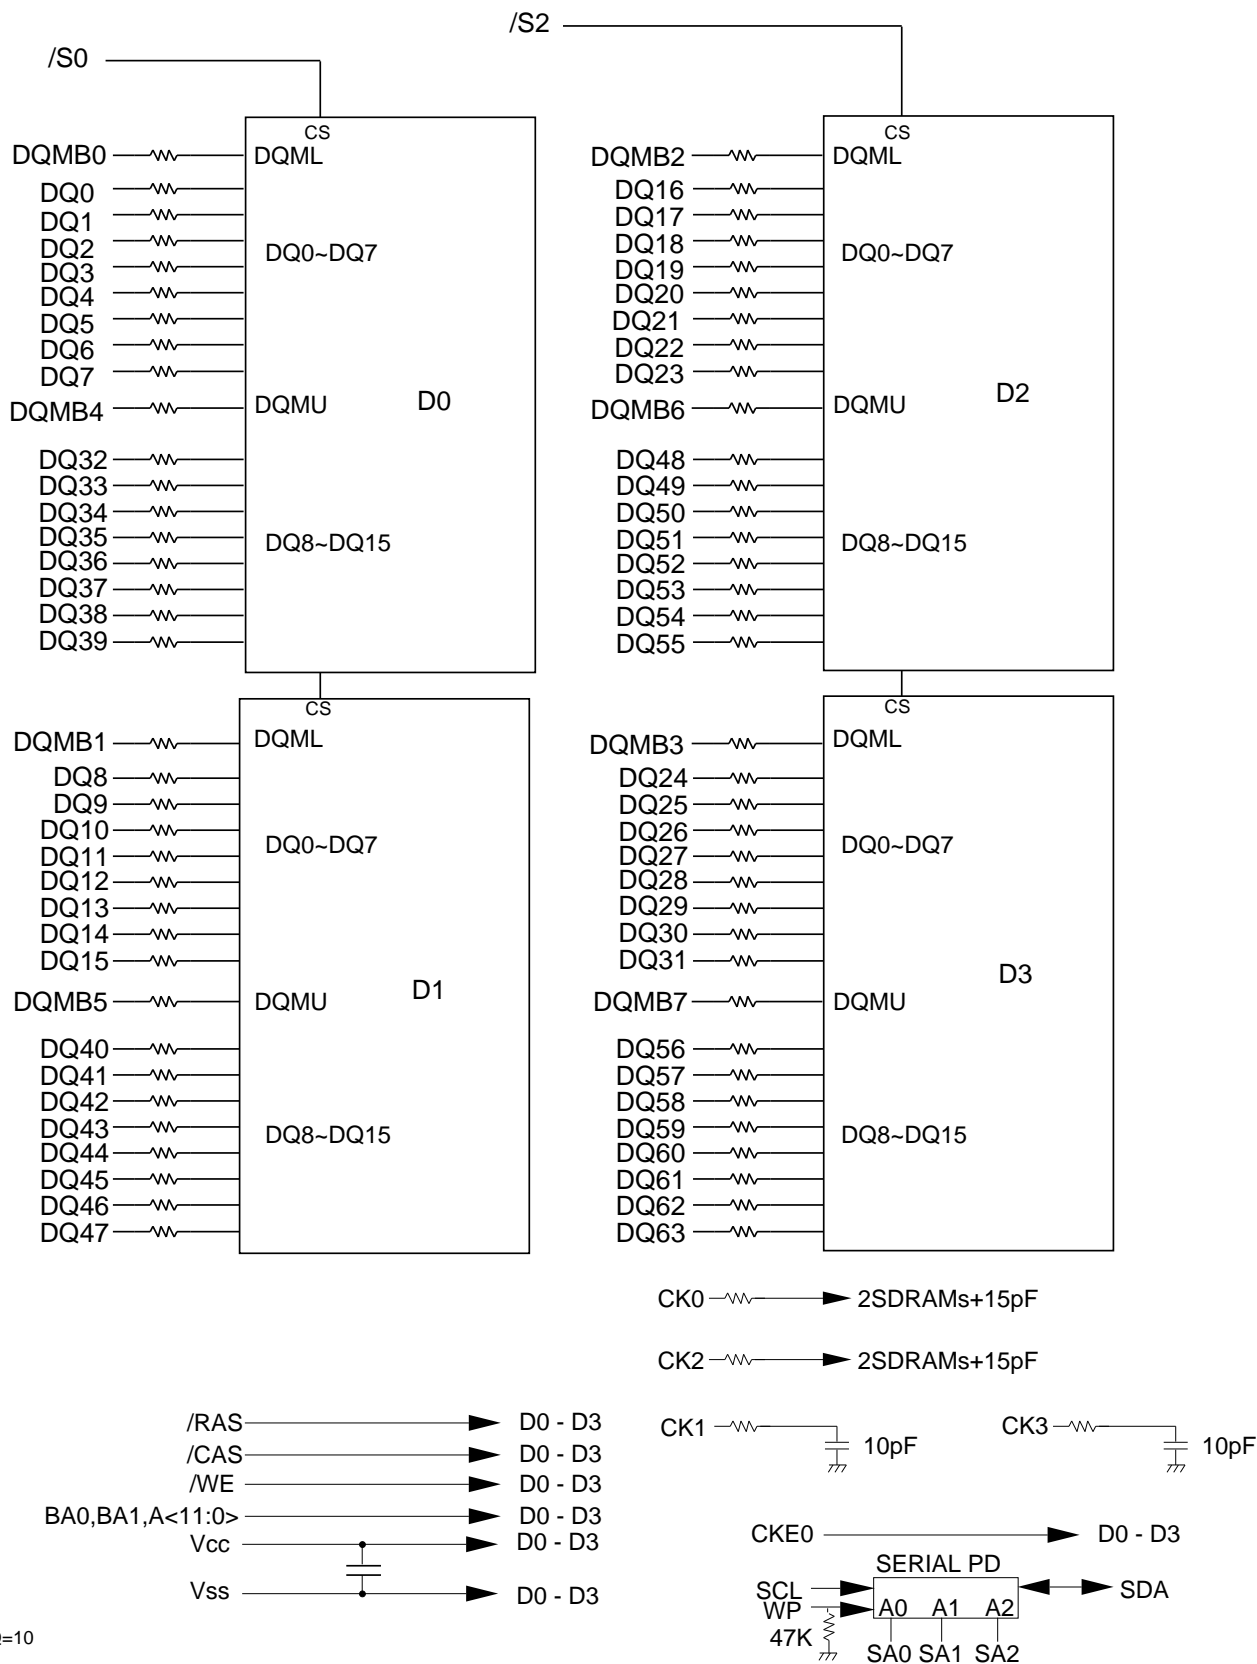 /S0
/S2
CS
DQMB0 DQML
DQ0
DQ1
DQ2
DQ3
DQ4
DQ5
DQ6
DQ7
DQ0~DQ7
DQMB4 DQMU D0
DQ32
DQ33
DQ34
DQ35
DQ36
DQ37
DQ38
DQ39
DQ8~DQ15
CS
DQMB1 DQML
DQ8
DQ9
DQ10
DQ11
DQ12
DQ13
DQ14
DQ15
DQ0~DQ7
DQMB5 DQMU D1
DQ40
DQ41
DQ42
DQ43
DQ44
DQ45
DQ46
DQ47
DQ8~DQ15
CS
DQMB2 DQML
DQ16
DQ17
DQ18
DQ19
DQ20
DQ21
DQ22
DQ23
DQ0~DQ7
DQMB6 DQMU D2
DQ48
DQ49
DQ50
DQ51
DQ52
DQ53
DQ54
DQ55
DQ8~DQ15
CS
DQMB3 DQML
DQ24
DQ25
DQ26
DQ27
DQ28
DQ29
DQ30
DQ31
DQ0~DQ7
DQMB7 DQMU D3
DQ56
DQ57
DQ58
DQ59
DQ60
DQ61
DQ62
DQ63
DQ8~DQ15
CK0 2SDRAMs+15pF
CK2 2SDRAMs+15pF
CK1 10pF
CK3 10pF
/RAS D0 - D3
/CAS D0 - D3
/WE D0 - D3
BA0,BA1,A<11:0> D0 - D3
Vcc D0 - D3
Vss D0 - D3
CKE0 D0 - D3
SERIAL PD
SCL SDA
WP A0 A1 A2
47K
SA0 SA1 SA2
=10